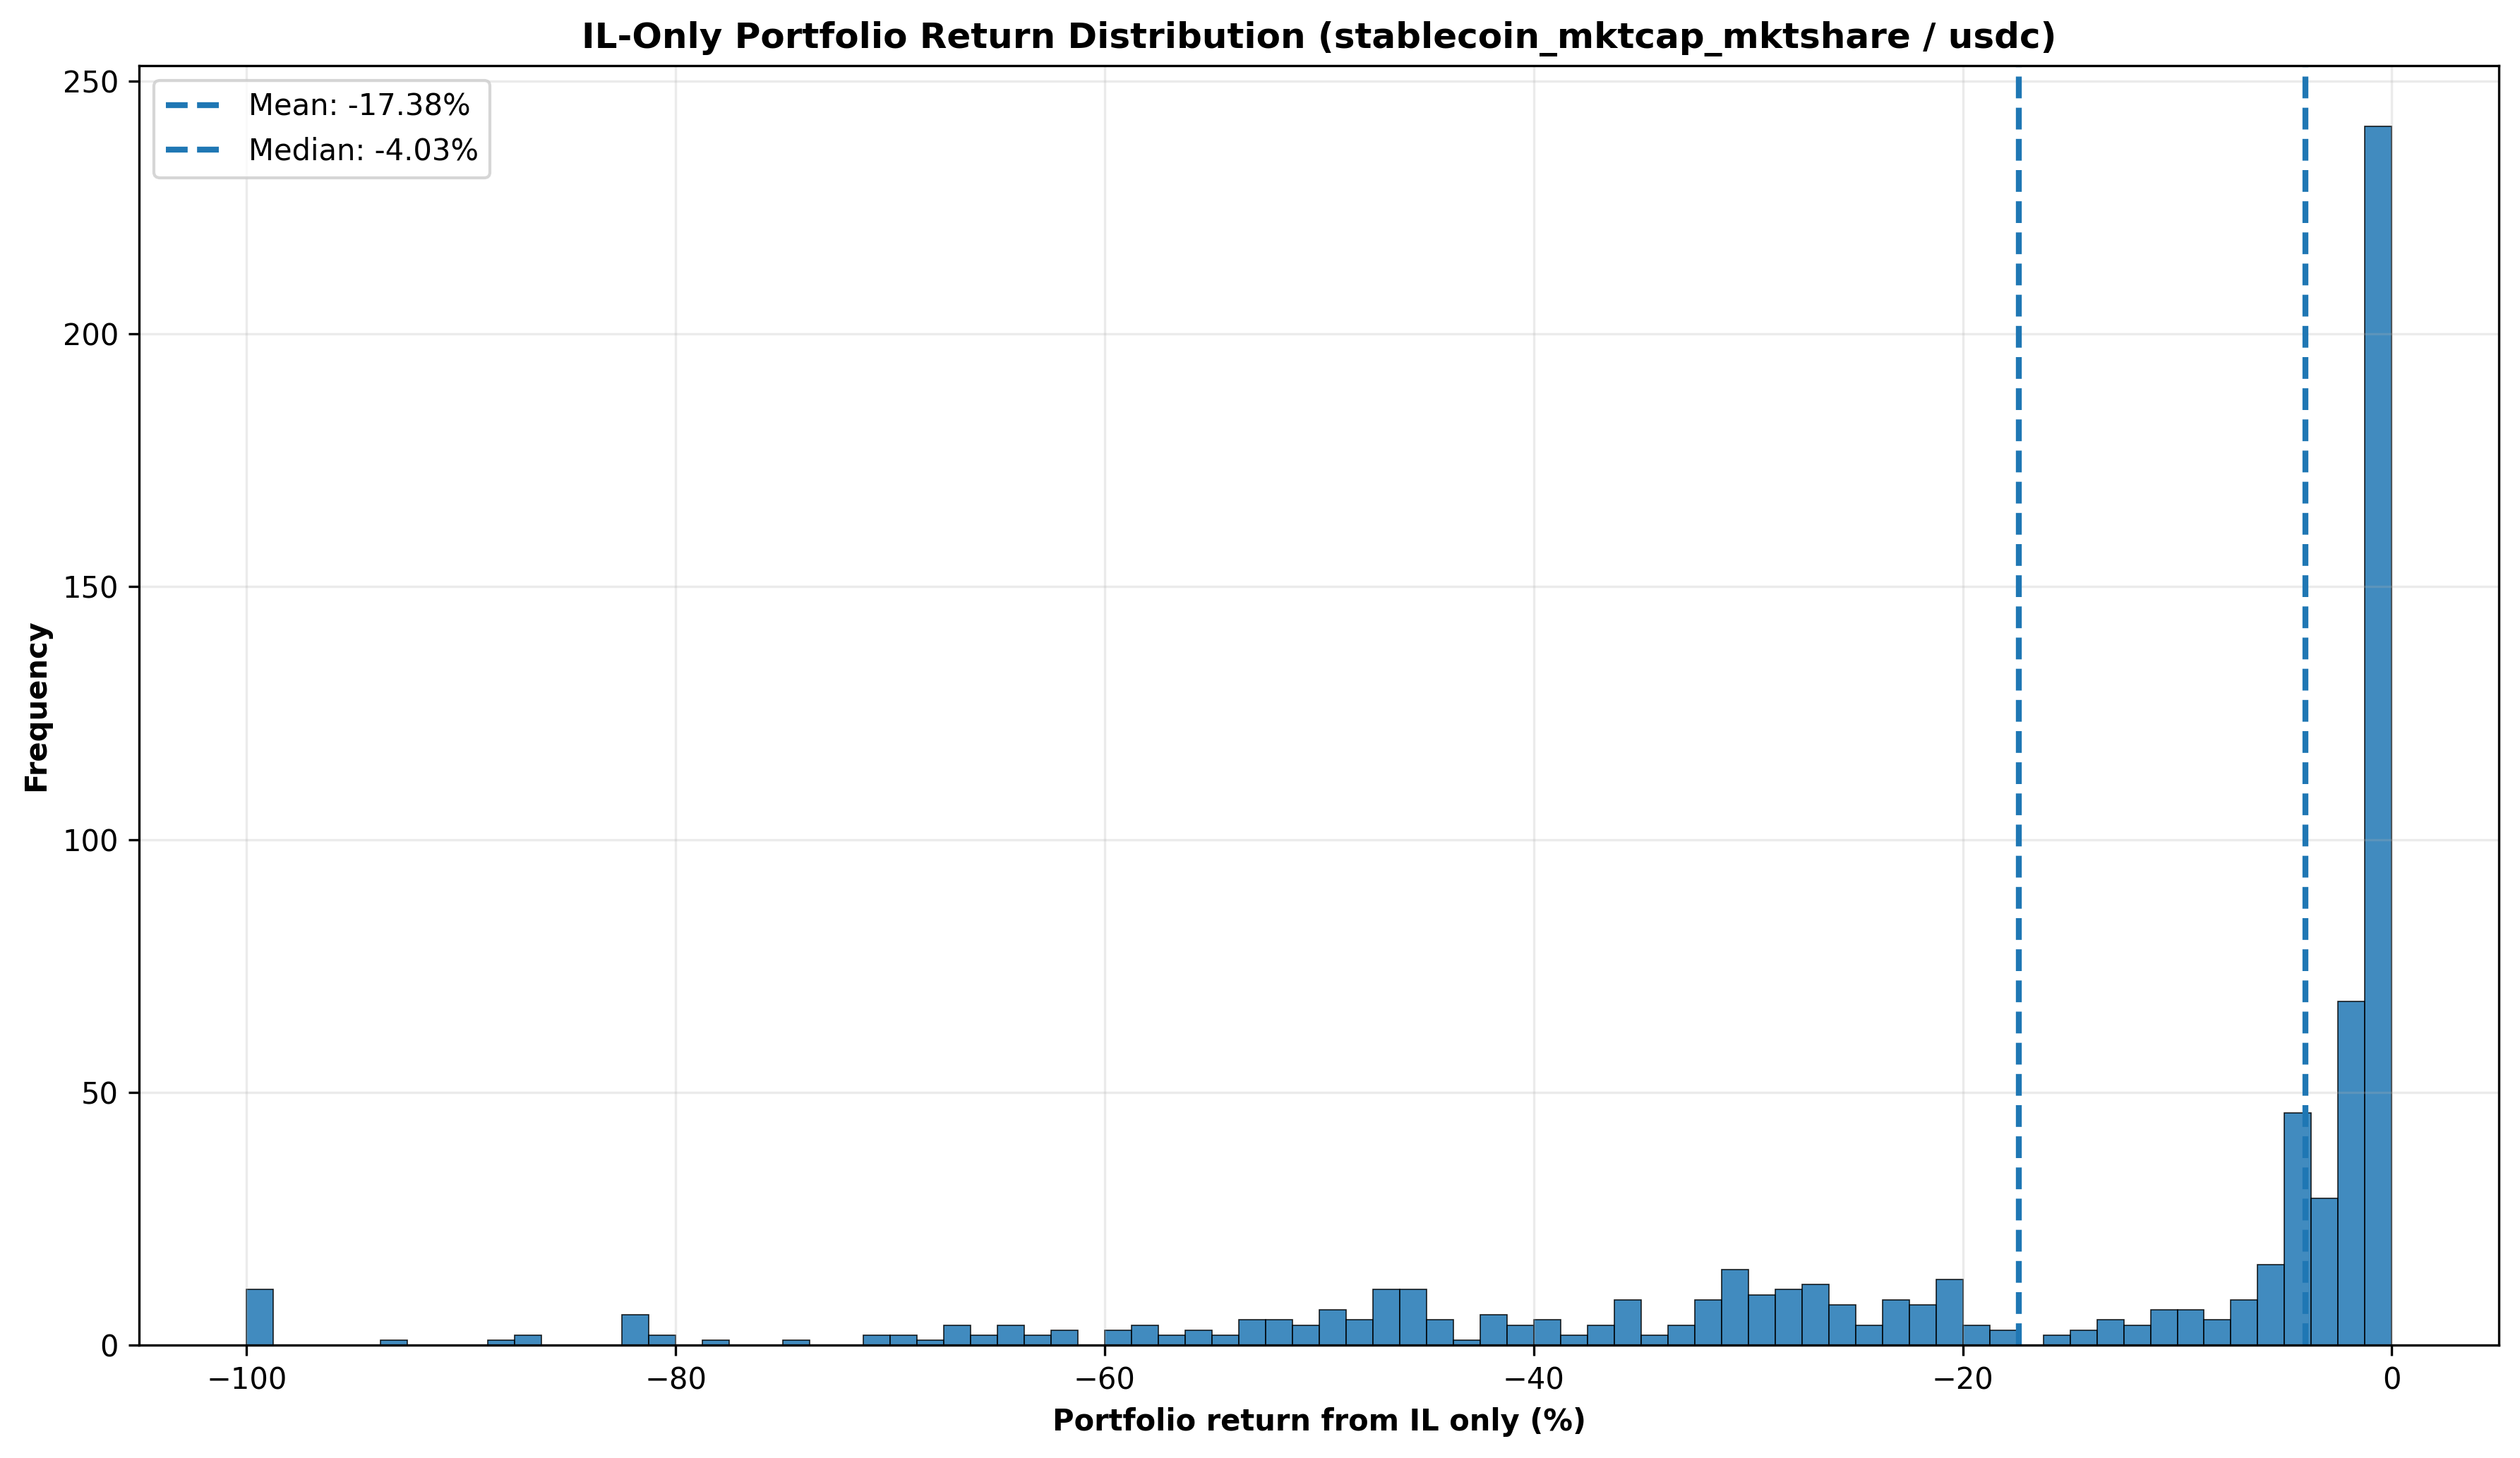 IL-Only Portfolio Return Distribution (stablecoin_mktcap_mktshare / usdc)
Mean: -17.38%
Median: -4.03%
250
200
150
100
50
0
Frequency
−100
−80
−60
−40
−20
0
Portfolio return from IL only (%)